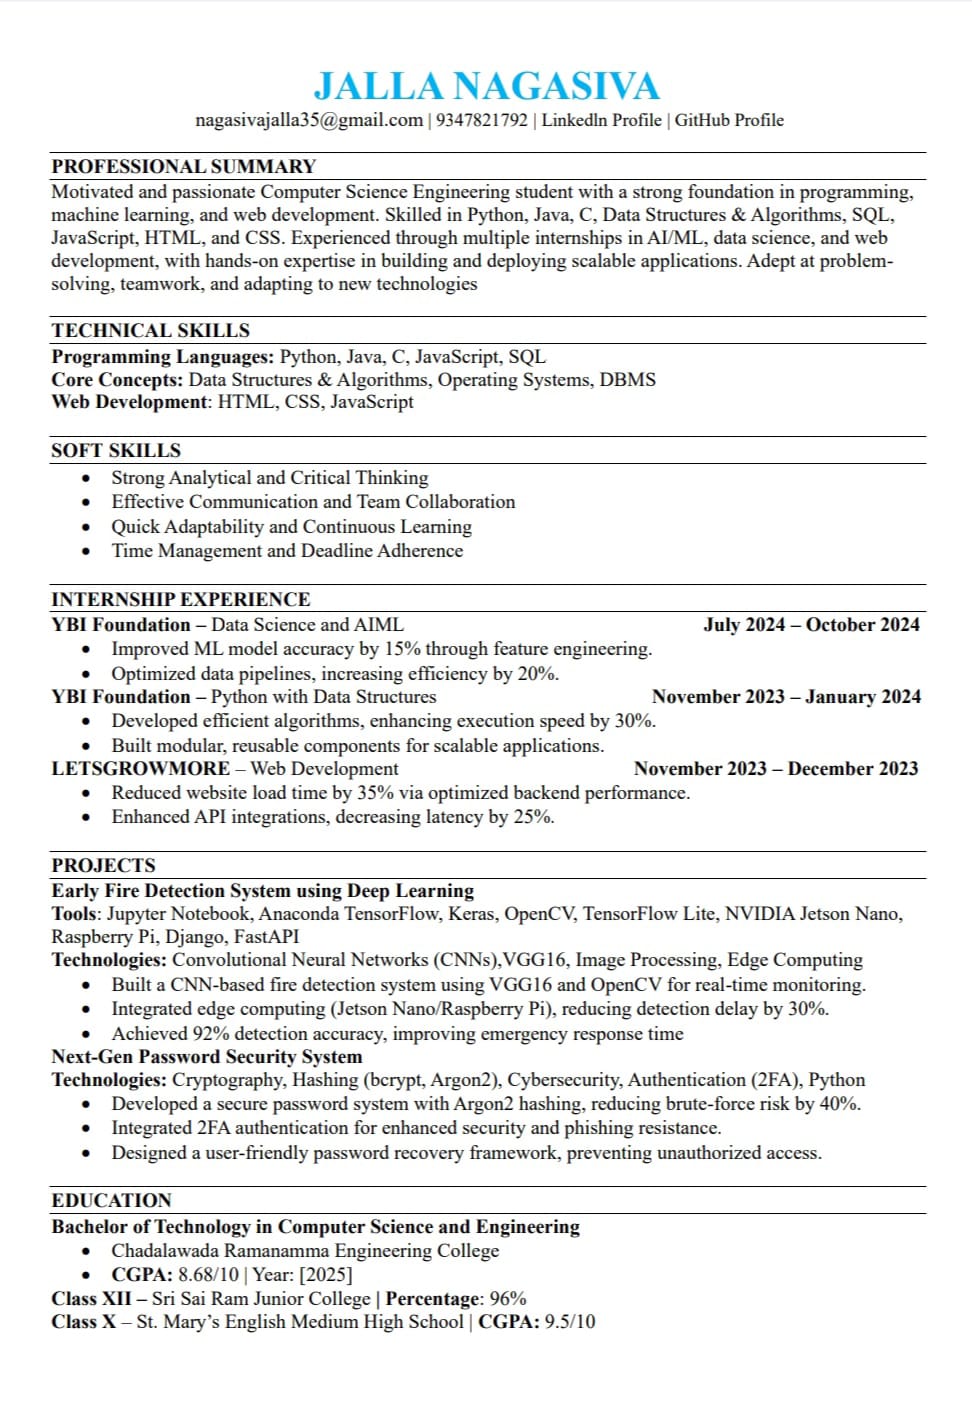 JALLA NAGASIVA
nagasivajalla35@gmail.com | 9347821792 | Linkedln Profile | GitHub Profile
PROFESSIONAL SUMMARY
Motivated and passionate Computer Science Engineering student with a strong foundation in programming,
machine learning, and web development. Skilled in Python, Java, C, Data Structures & Algorithms, SQL,
JavaScript, HTML, and CSS. Experienced through multiple internships in AI/ML, data science, and web
development, with hands-on expertise in building and deploying scalable applications. Adept at problem-
solving, teamwork, and adapting to new technologies
TECHNICAL SKILLS
Programming Languages: Python, Java, C, JavaScript, SQL
Core Concepts: Data Structures & Algorithms, Operating Systems, DBMS
Web Development: HTML, CSS, JavaScript
SOFT SKILLS
• Strong Analytical and Critical Thinking
• Effective Communication and Team Collaboration
• Quick Adaptability and Continuous Learning
• Time Management and Deadline Adherence
INTERNSHIP EXPERIENCE
YBI Foundation – Data Science and AIML July 2024 – October 2024
• Improved ML model accuracy by 15% through feature engineering.
• Optimized data pipelines, increasing efficiency by 20%.
YBI Foundation – Python with Data Structures November 2023 – January 2024
• Developed efficient algorithms, enhancing execution speed by 30%.
• Built modular, reusable components for scalable applications.
LETSGROWMORE – Web Development November 2023 – December 2023
• Reduced website load time by 35% via optimized backend performance.
• Enhanced API integrations, decreasing latency by 25%.
PROJECTS
Early Fire Detection System using Deep Learning
Tools: Jupyter Notebook, Anaconda TensorFlow, Keras, OpenCV, TensorFlow Lite, NVIDIA Jetson Nano,
Raspberry Pi, Django, FastAPI
Technologies: Convolutional Neural Networks (CNNs),VGG16, Image Processing, Edge Computing
• Built a CNN-based fire detection system using VGG16 and OpenCV for real-time monitoring.
• Integrated edge computing (Jetson Nano/Raspberry Pi), reducing detection delay by 30%.
• Achieved 92% detection accuracy, improving emergency response time
Next-Gen Password Security System
Technologies: Cryptography, Hashing (bcrypt, Argon2), Cybersecurity, Authentication (2FA), Python
• Developed a secure password system with Argon2 hashing, reducing brute-force risk by 40%.
• Integrated 2FA authentication for enhanced security and phishing resistance.
• Designed a user-friendly password recovery framework, preventing unauthorized access.
EDUCATION
Bachelor of Technology in Computer Science and Engineering
• Chadalawada Ramanamma Engineering College
• CGPA: 8.68/10 | Year: [2025]
Class XII – Sri Sai Ram Junior College | Percentage: 96%
Class X – St. Mary’s English Medium High School | CGPA: 9.5/10